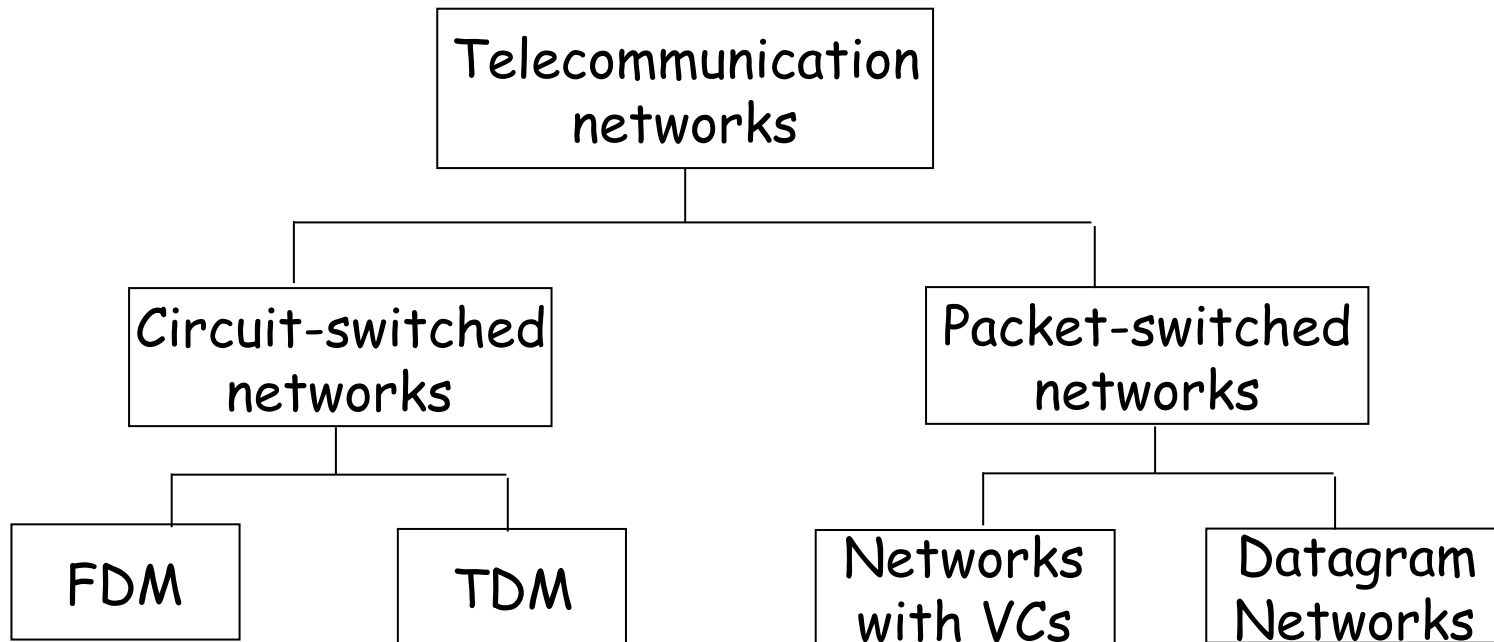 Telecommunication
networks
Circuit-switched
networks
Packet-switched
networks
FDM
TDM
Networks
with VCs
Datagram
Networks